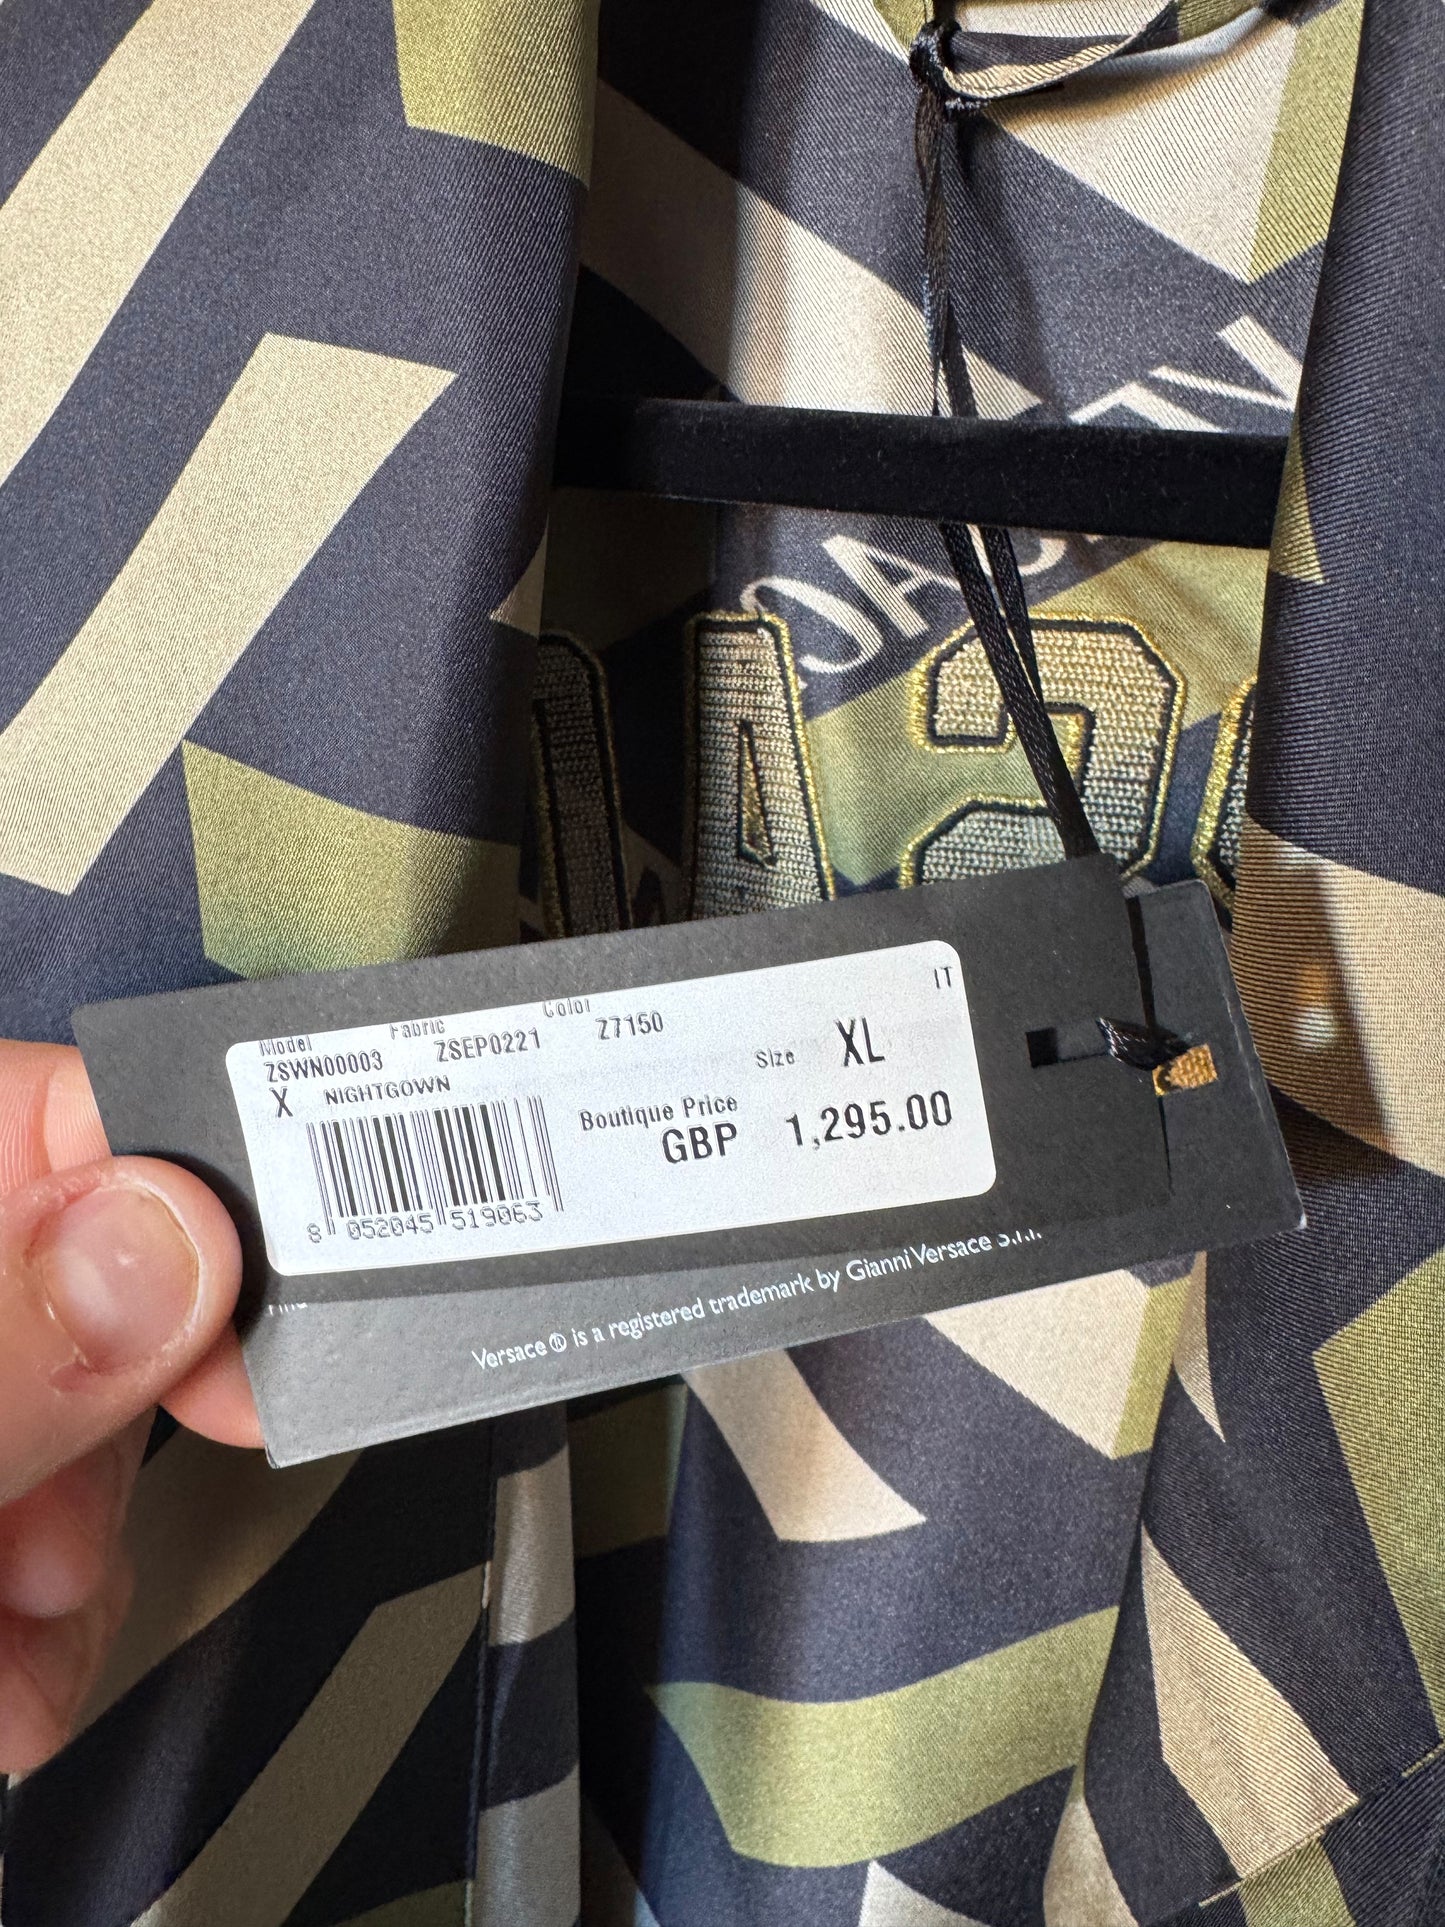 Model Fabric Color IT
ZSWN00003 ZSEP0221 Z7150
X NIGHTGOWN Size XL
Boutique Price
GBP 1,295.00
8 052045 519063
Versace ® is a registered trademark by Gianni Versace S.r.l.